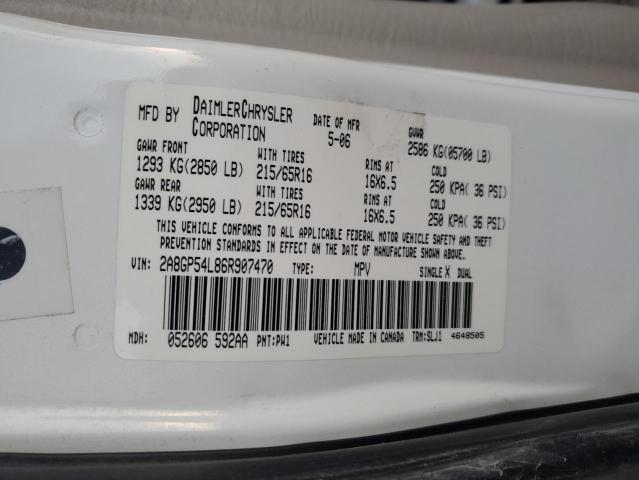 MFD BY DAIMLERCHRYSLER CORPORATION DATE OF MFR 5-06 GVWR 2586 KG(05700 LB)
GAWR FRONT WITH TIRES RIMS AT COLD
1293 KG(2850 LB) 215/65R16 16X6.5 250 KPA( 36 PSI)
GAWR REAR WITH TIRES RIMS AT COLD
1339 KG(2950 LB) 215/65R16 16X6.5 250 KPA( 36 PSI)
THIS VEHICLE CONFORMS TO ALL APPLICABLE FEDERAL MOTOR VEHICLE SAFETY AND THEFT
PREVENTION STANDARDS IN EFFECT ON THE DATE OF MANUFACTURE SHOWN ABOVE.
VIN: 2A8GP54L86R907470 TYPE: MPV SINGLE X DUAL
MDH: 052606 592AA PNT:PW1 VEHICLE MADE IN CANADA TRM:SLJ1 4648505